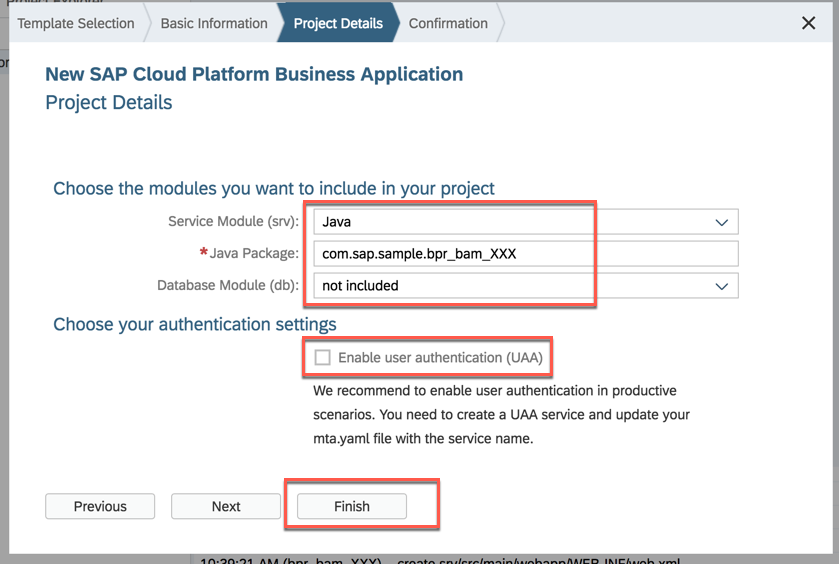 Template Selection
Basic Information
Project Details
Confirmation
New SAP Cloud Platform Business Application
Project Details
Choose the modules you want to include in your project
Service Module (srv): Java
*Java Package: com.sap.sample.bpr_bam_XXX
Database Module (db): not included
Choose your authentication settings
Enable user authentication (UAA)
We recommend to enable user authentication in productive
scenarios. You need to create a UAA service and update your
mta.yaml file with the service name.
Previous
Next
Finish
10:39:21 AM (bpr_bam_XXX) create srv/src/main/webapp/WEB-INF/web.xml